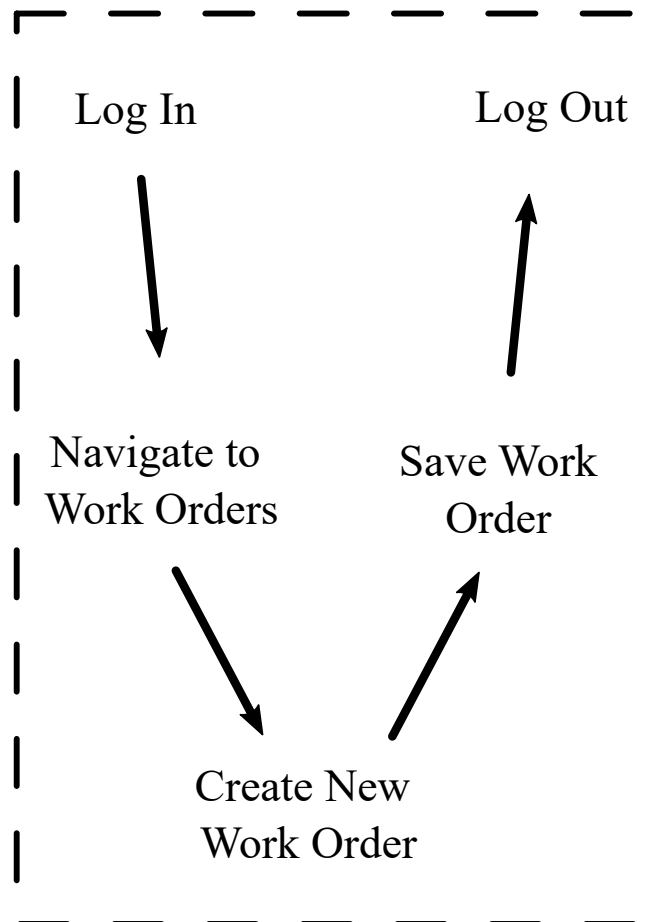 Log In
Log Out
Navigate to
Work Orders
Save Work
Order
Create New
Work Order